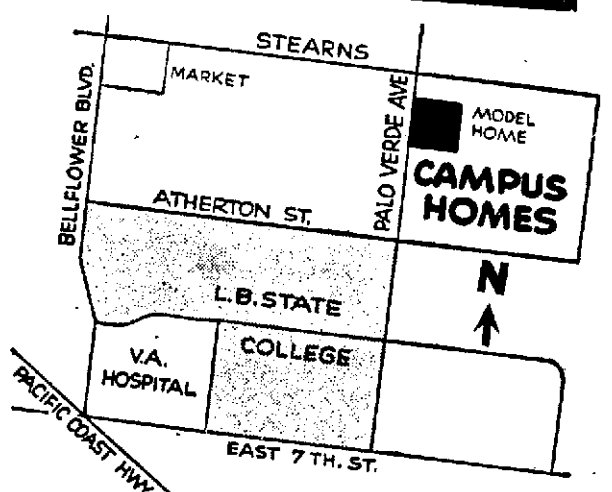 STEARNS
MARKET
BELLFLOWER BLVD.
PALO VERDE AVE
MODEL
HOME
CAMPUS
HOMES
ATHERTON ST.
N
L.B. STATE
COLLEGE
V.A.
HOSPITAL
PACIFIC COAST HWY
EAST 7TH. ST.